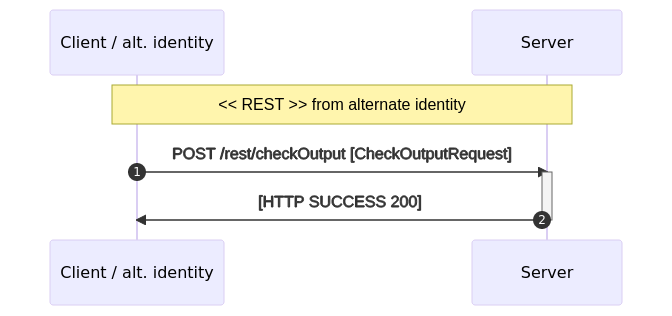 Client / alt. identity
Server
<< REST >> from alternate identity
POST /rest/checkOutput [CheckOutputRequest]
1
[HTTP SUCCESS 200]
2
Client / alt. identity
Server